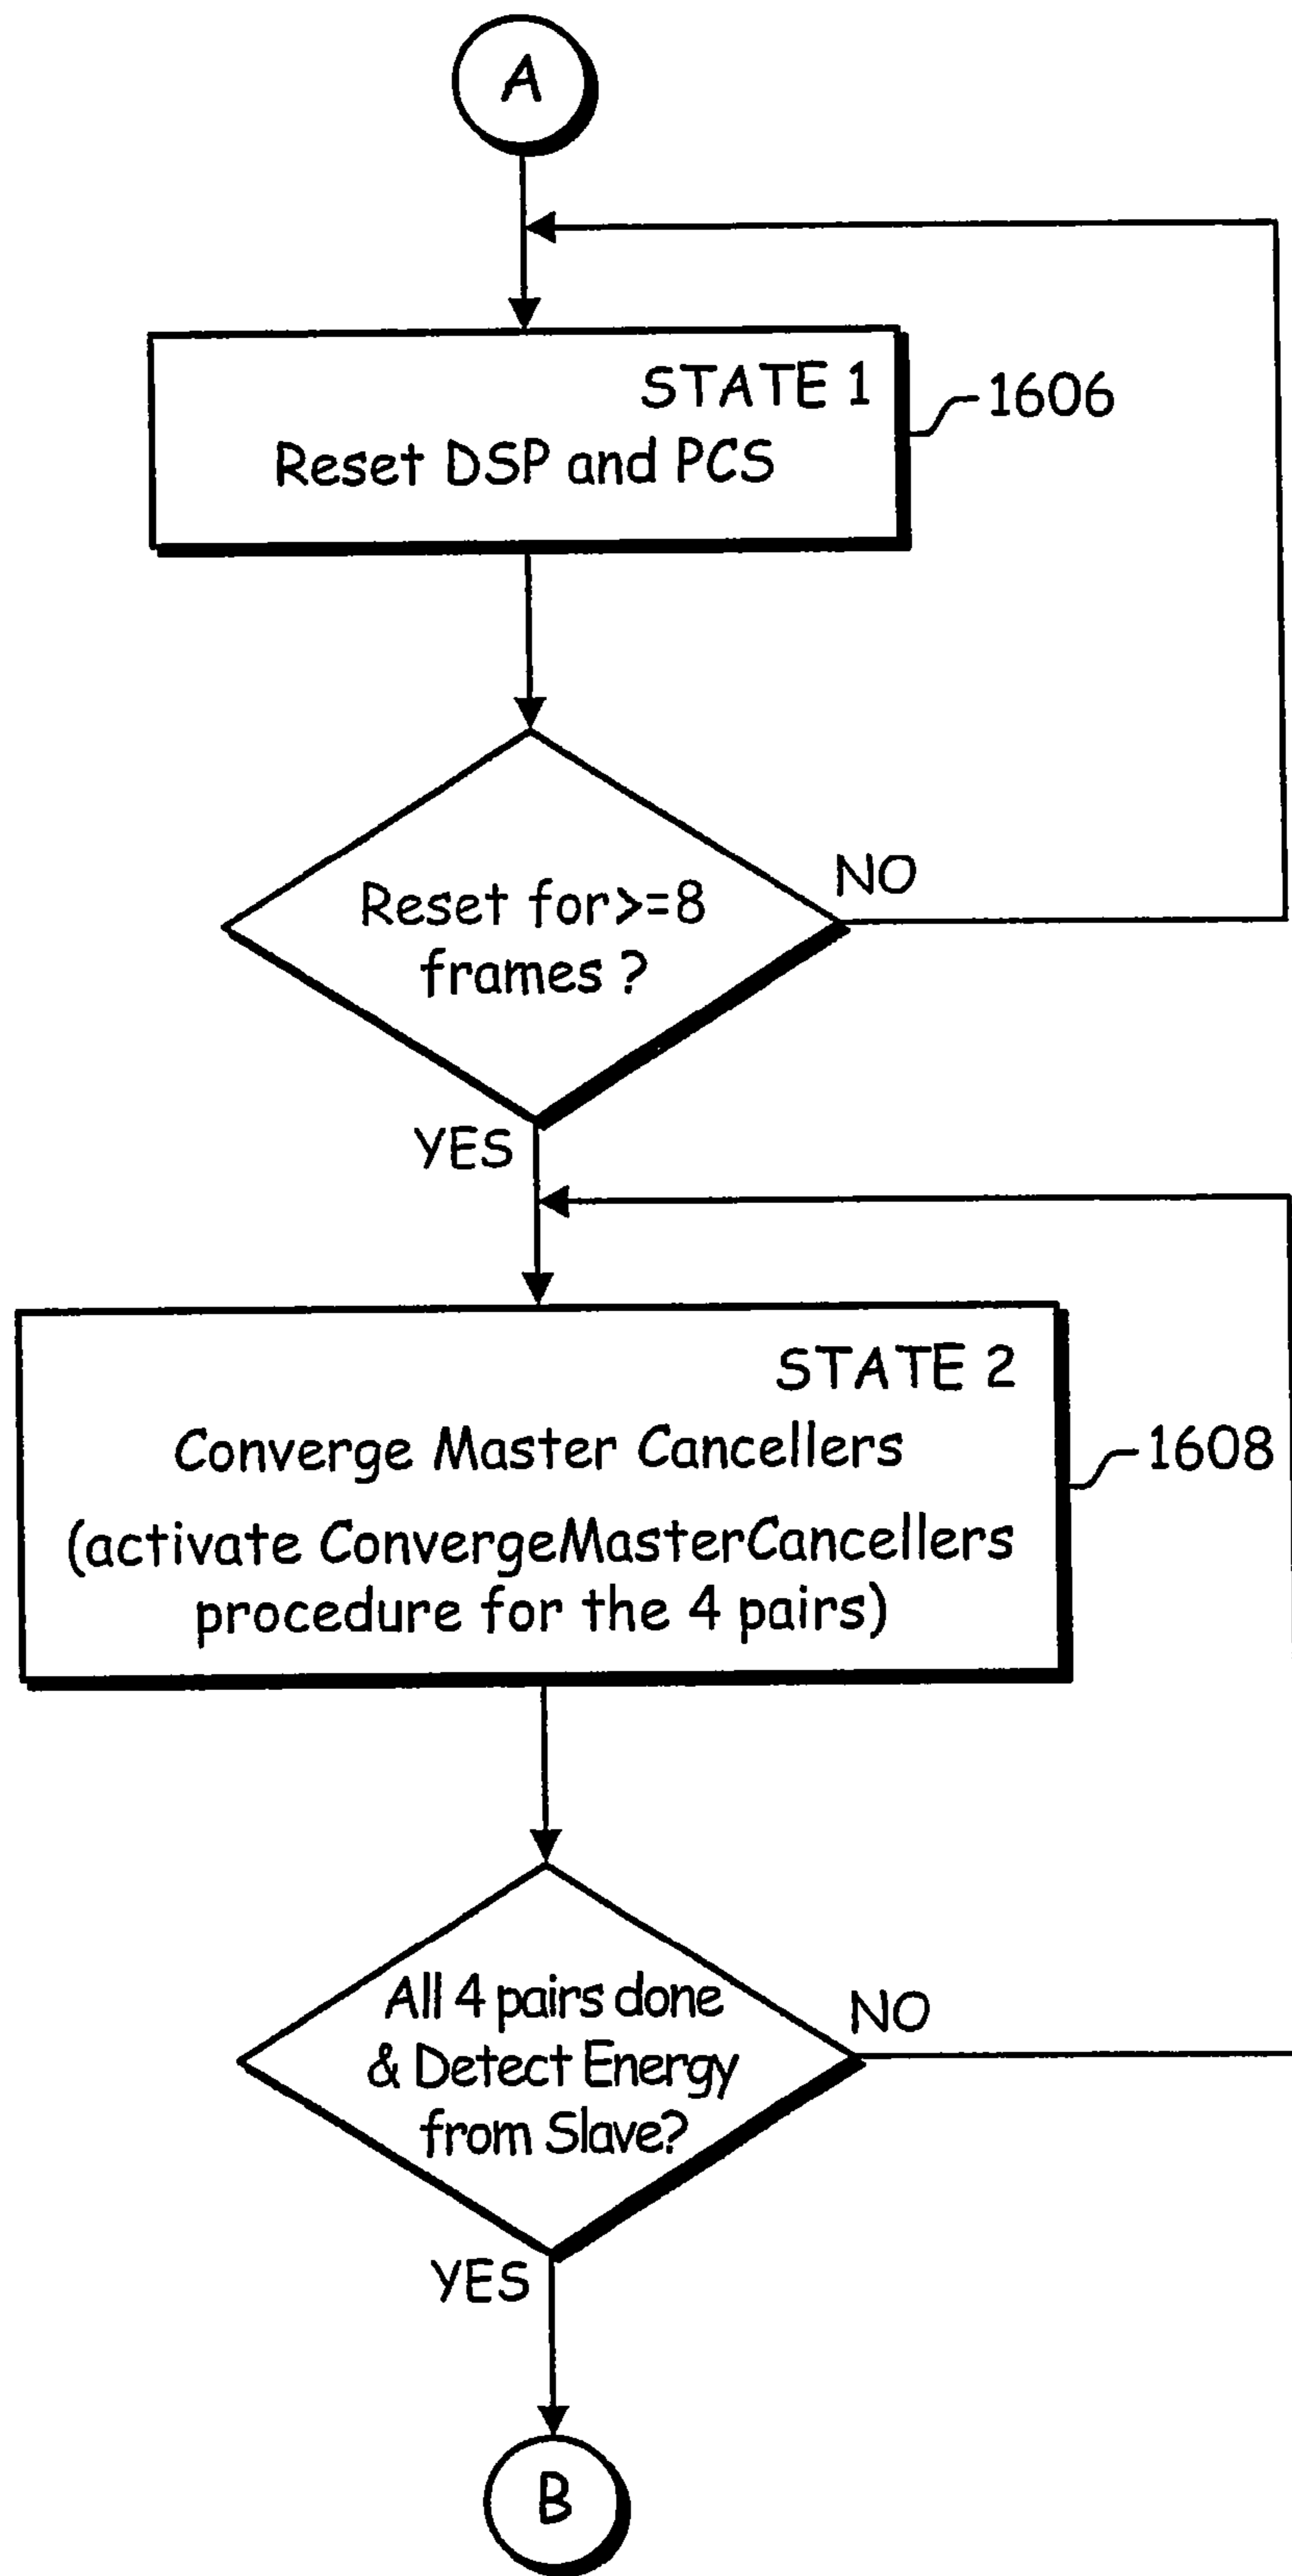 A
STATE 1
1606
Reset DSP and PCS
NO
Reset for>=8
frames ?
YES
STATE 2
Converge Master Cancellers
1608
(activate ConvergeMasterCancellers
procedure for the 4 pairs)
All 4 pairs done
NO
& Detect Energy
from Slave?
YES
B